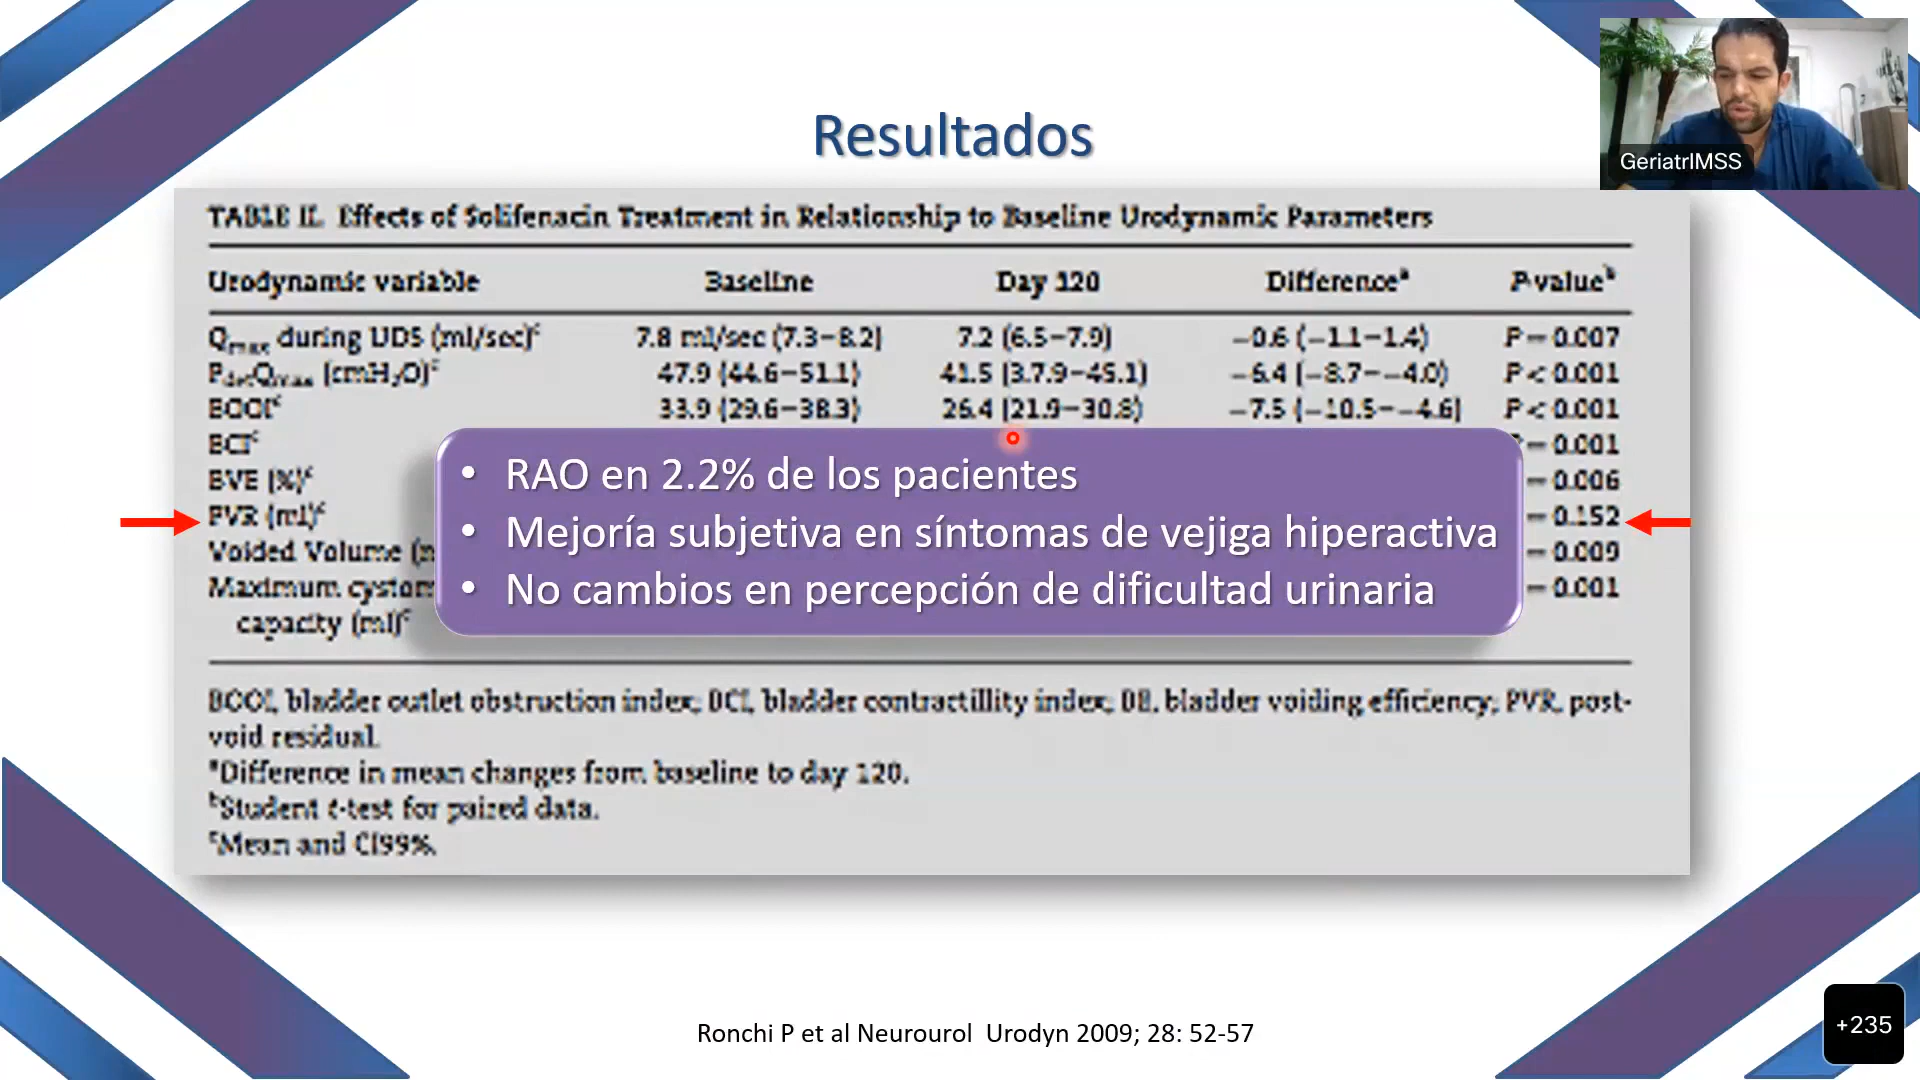 GeriatrIMSS
Resultados
TABLE II. Effects of Solifenacin Treatment in Relationship to Baseline Urodynamic Parameters
Urodynamic variable Baseline Day 120 Difference^a P-value^b
Qmax during UDS (ml/sec)^c 7.8 ml/sec (7.3–8.2) 7.2 (6.5–7.9) −0.6 (−1.1–1.4) P = 0.007
PdetQmax (cmH2O)^c 47.9 (44.6–51.1) 41.5 (3.7.9–45.1) −6.4 (−8.7–−4.0) P < 0.001
BOOI^c 33.9 (29.6–38.3) 26.4 (21.9–30.8) −7.5 (−10.5–−4.6) P < 0.001
BCI^c = 0.001
BVE (%)^c = 0.006
PVR (ml)^c = 0.152
Voided Volume = 0.009
Maximum = 0.001
capacity (ml)^c
• RAO en 2.2% de los pacientes
• Mejoría subjetiva en síntomas de vejiga hiperactiva
• No cambios en percepción de dificultad urinaria
BOOI, bladder outlet obstruction index; BCI, bladder contractillity index; BE, bladder voiding efficiency; PVR, post-
void residual.
^aDifference in mean changes from baseline to day 120.
^bStudent t-test for paired data.
^cMean and CI99%.
Ronchi P et al Neurourol Urodyn 2009; 28: 52-57
+235